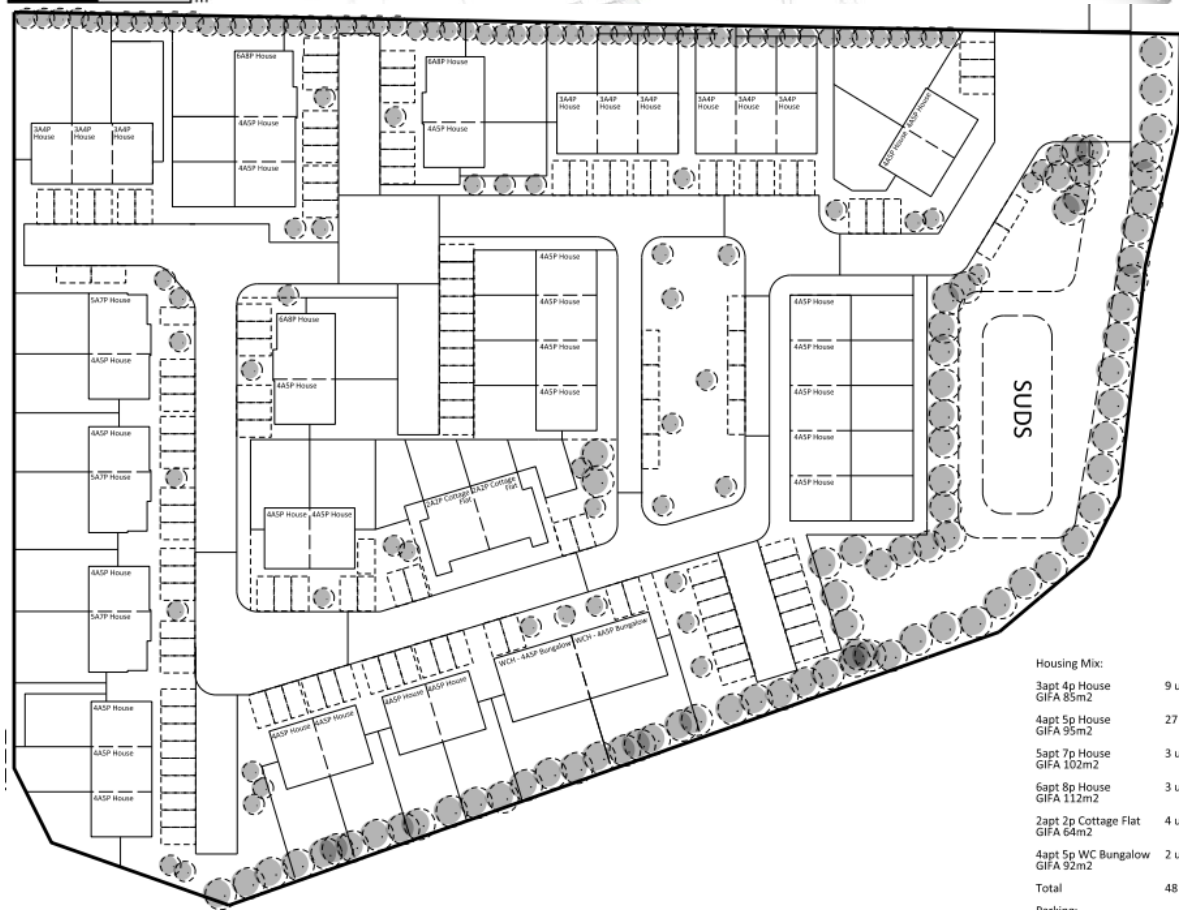 m
6A8P House
6A8P House
3A4P House
3A4P House
3A4P House
3A4P House
3A4P House
3A4P House
4A5P House
4A5P House
3A4P House
3A4P House
3A4P House
4A5P House
4A5P House
4A5P House
4A5P House
4A5P House
4A5P House
4A5P House
5A7P House
4A5P House
6A8P House
4A5P House
4A5P House
4A5P House
4A5P House
4A5P House
4A5P House
SUDS
4A5P House
5A7P House
4A5P House
4A5P House
2A2P Cottage Flat
2A2P Cottage Flat
4A5P House
5A7P House
WCH - 4A5P Bungalow
WCH - 4A5P Bungalow
4A5P House
4A5P House
4A5P House
4A5P House
4A5P House
4A5P House
4A5P House
Housing Mix:
3apt 4p House 9 u
GIFA 85m2
4apt 5p House 27
GIFA 95m2
5apt 7p House 3 u
GIFA 102m2
6apt 8p House 3 u
GIFA 112m2
2apt 2p Cottage Flat 4 u
GIFA 64m2
4apt 5p WC Bungalow 2 u
GIFA 92m2
Total 48
Parking: